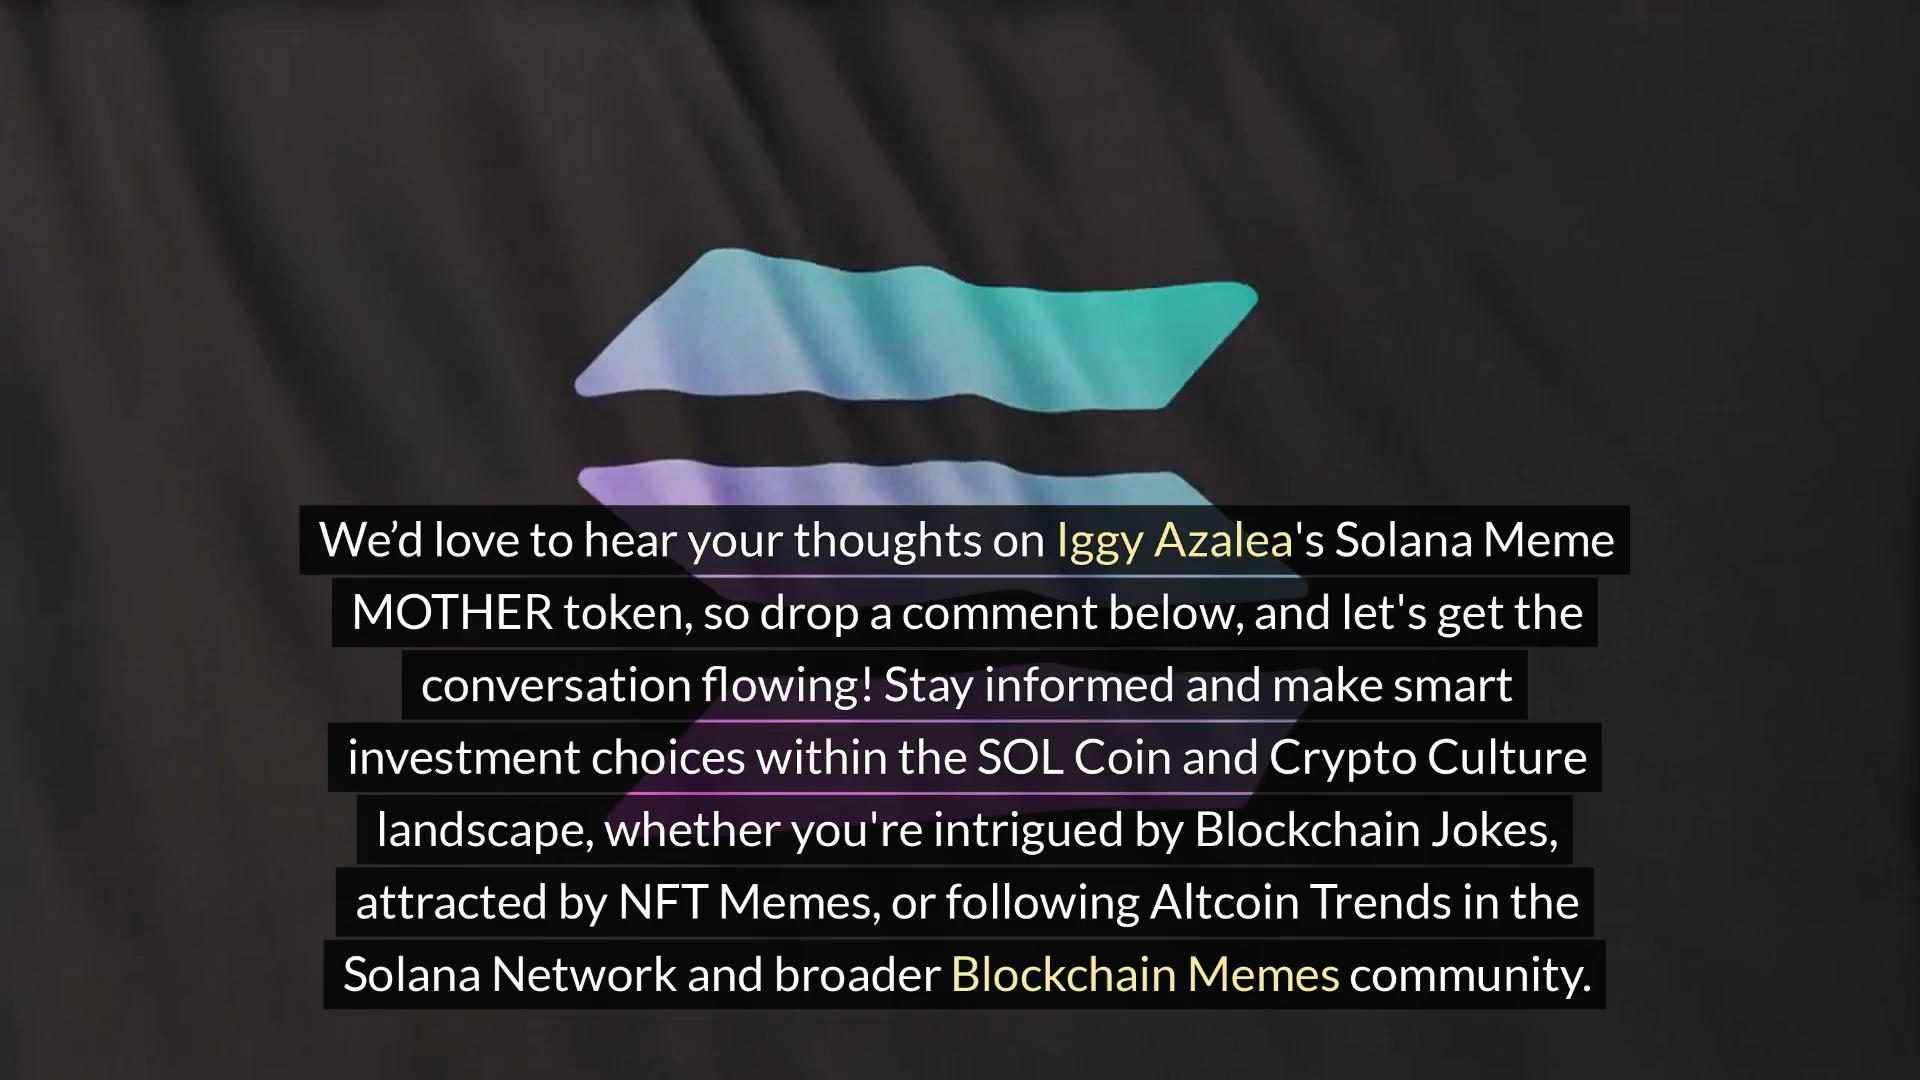 We’d love to hear your thoughts on Iggy Azalea's Solana Meme
MOTHER token, so drop a comment below, and let's get the
conversation flowing! Stay informed and make smart
investment choices within the SOL Coin and Crypto Culture
landscape, whether you're intrigued by Blockchain Jokes,
attracted by NFT Memes, or following Altcoin Trends in the
Solana Network and broader Blockchain Memes community.